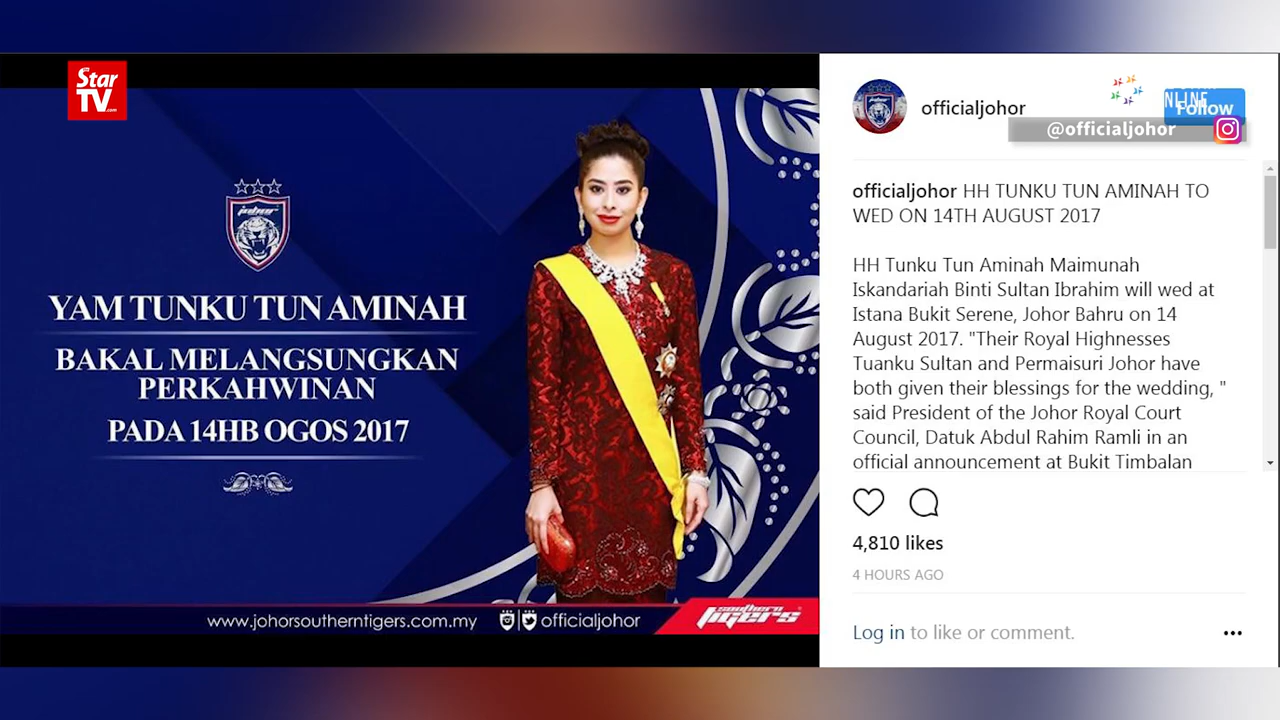 Star
TV.com
johor
YAM TUNKU TUN AMINAH
BAKAL MELANGSUNGKAN
PERKAHWINAN
PADA 14HB OGOS 2017
www.johorsoutherntigers.com.my
officialjohor
southern
tigers
officialjohor
NLINE
Follow
@officialjohor
officialjohor HH TUNKU TUN AMINAH TO
WED ON 14TH AUGUST 2017
HH Tunku Tun Aminah Maimunah
Iskandariah Binti Sultan Ibrahim will wed at
Istana Bukit Serene, Johor Bahru on 14
August 2017. "Their Royal Highnesses
Tuanku Sultan and Permaisuri Johor have
both given their blessings for the wedding, "
said President of the Johor Royal Court
Council, Datuk Abdul Rahim Ramli in an
official announcement at Bukit Timbalan
4,810 likes
4 HOURS AGO
Log in to like or comment.